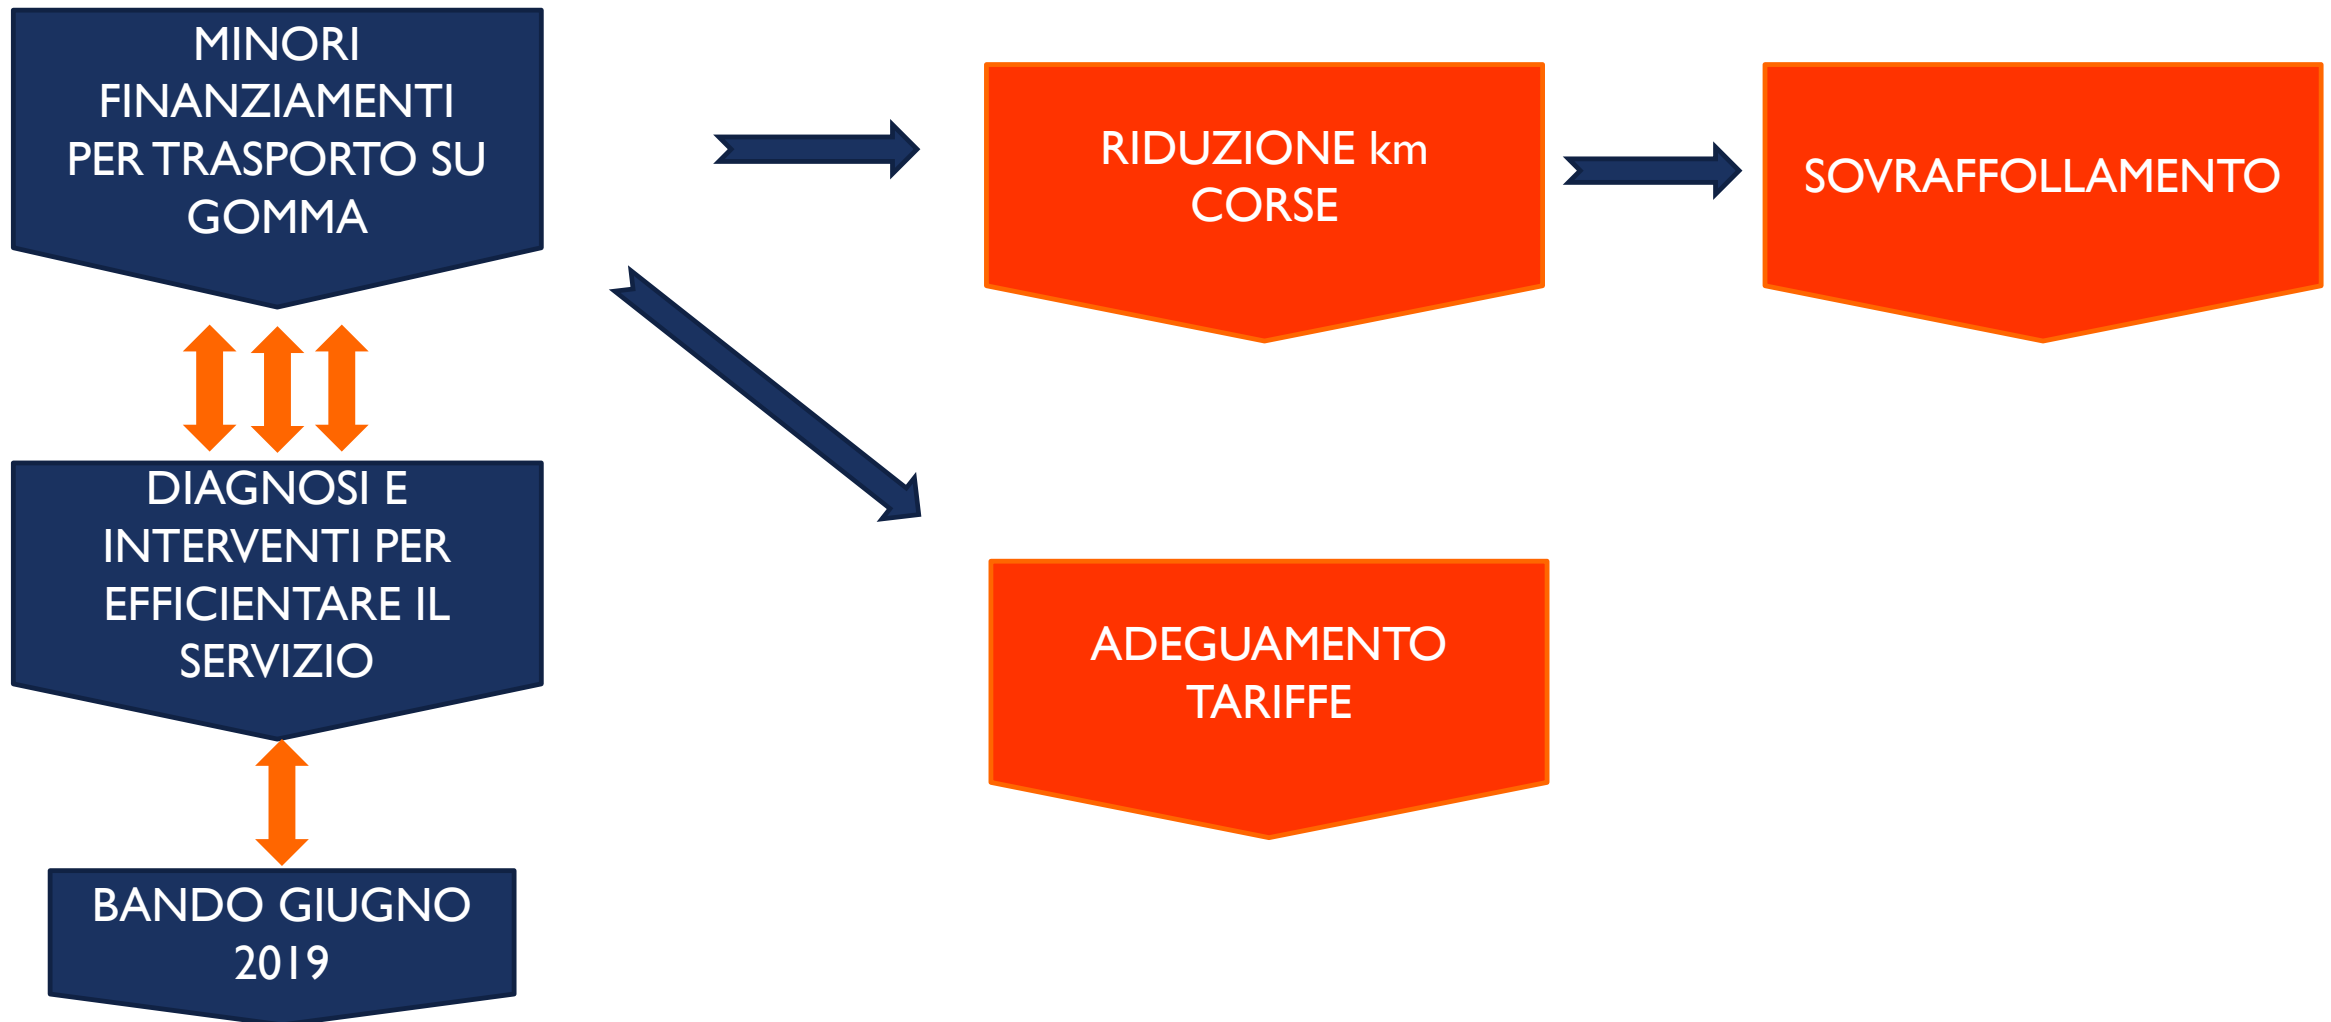 MINORI
FINANZIAMENTI
PER TRASPORTO SU
GOMMA
RIDUZIONE km
CORSE
SOVRAFFOLLAMENTO
DIAGNOSI E
INTERVENTI PER
EFFICIENTARE IL
SERVIZIO
ADEGUAMENTO
TARIFFE
BANDO GIUGNO
2019